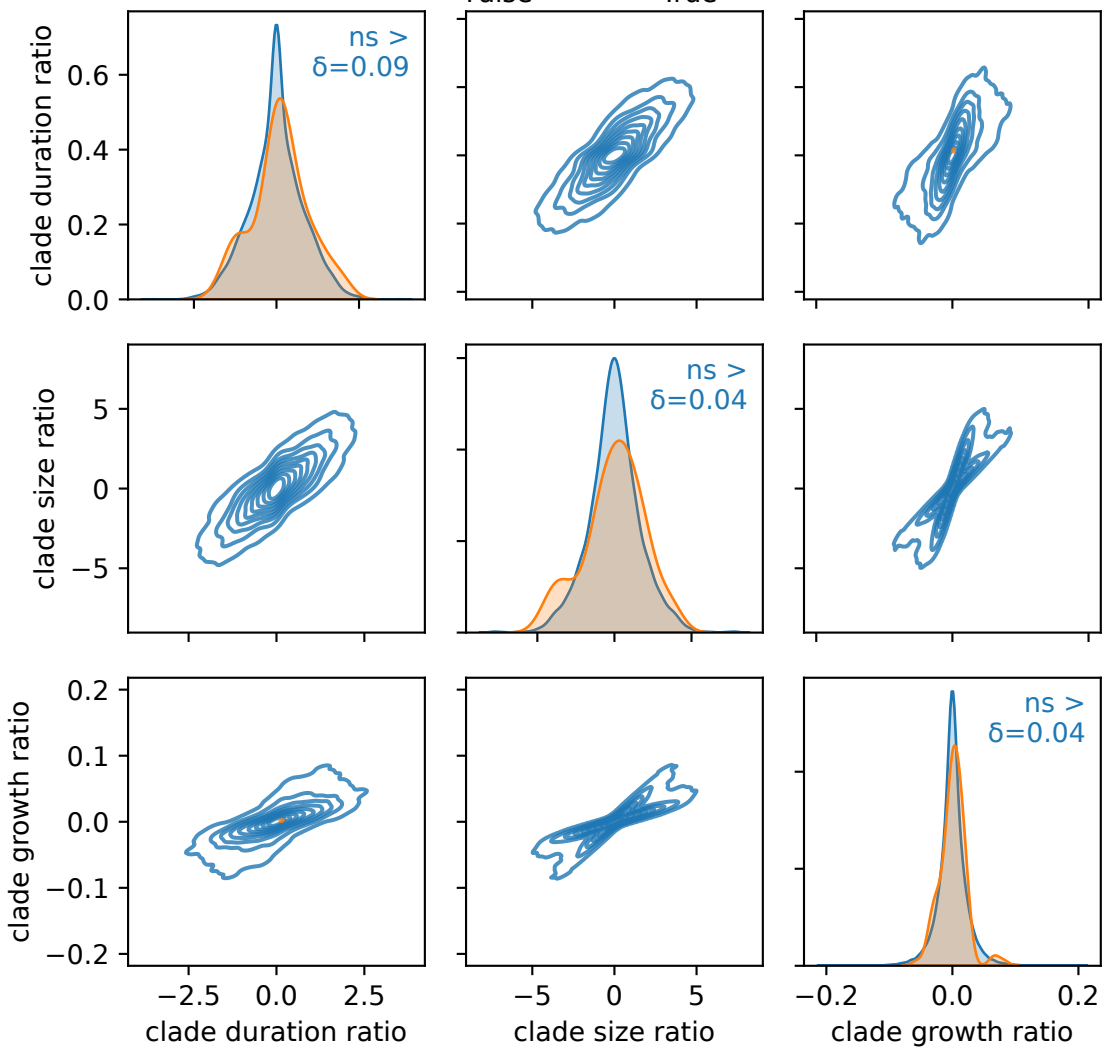 clade duration ratio
0.6
0.4
0.2
0.0
ns >
δ=0.09
clade size ratio
5
0
−5
ns >
δ=0.04
clade growth ratio
0.2
0.1
0.0
−0.1
−0.2
ns >
δ=0.04
−2.5 0.0 2.5
−5 0 5
−0.2 0.0 0.2
clade duration ratio
clade size ratio
clade growth ratio